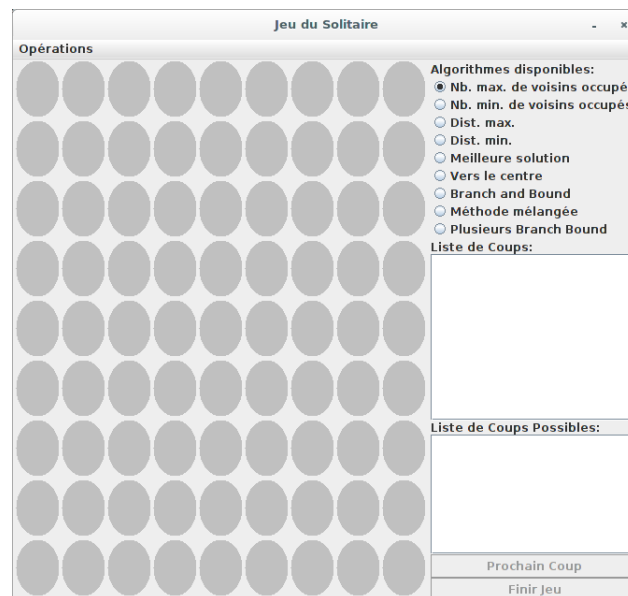 Jeu du Solitaire
Opérations
Algorithmes disponibles:
Nb. max. de voisins occupé
Nb. min. de voisins occupés
Dist. max.
Dist. min.
Meilleure solution
Vers le centre
Branch and Bound
Méthode mélangée
Plusieurs Branch Bound
Liste de Coups:
Liste de Coups Possibles:
Prochain Coup
Finir Jeu